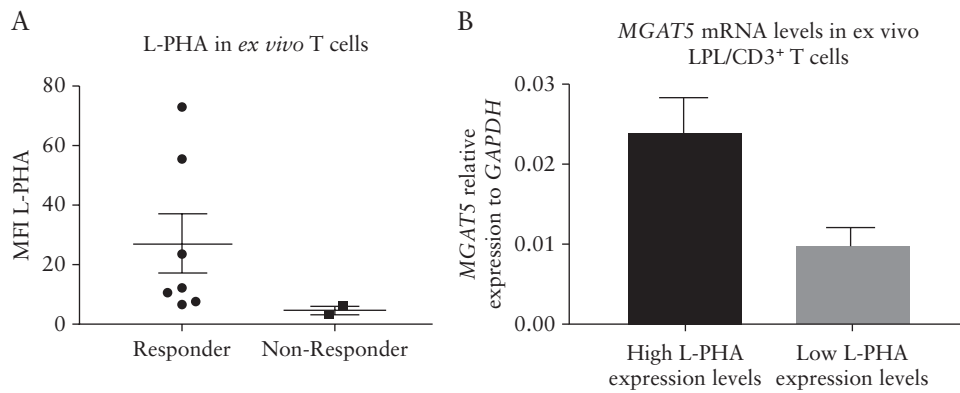 A
L-PHA in ex vivo T cells
MFI L-PHA
80
60
40
20
0
Responder
Non-Responder
B
MGAT5 mRNA levels in ex vivo
LPL/CD3⁺ T cells
MGAT5 relative
expression to GAPDH
0.03
0.02
0.01
0.00
High L-PHA
expression levels
Low L-PHA
expression levels